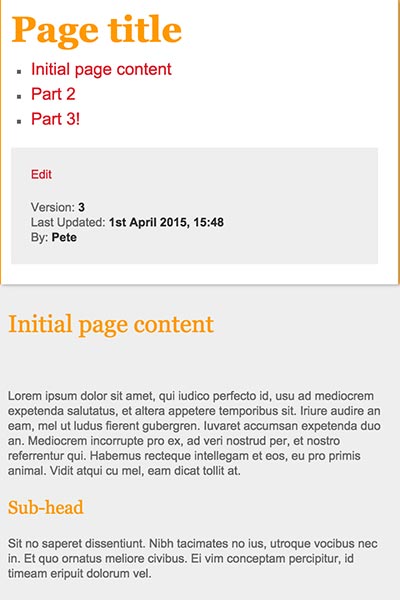 Page title
Initial page content
Part 2
Part 3!
Edit
Version: 3
Last Updated: 1st April 2015, 15:48
By: Pete
Initial page content
Lorem ipsum dolor sit amet, qui iudico perfecto id, usu ad mediocrem
expetenda salutatus, et altera appetere temporibus sit. Iriure audire an
eam, mel ut ludus fierent gubergren. Iuvaret accumsan expetenda duo
an. Mediocrem incorrupte pro ex, ad veri nostrud per, et nostro
referrentur qui. Habemus recteque intellegam et eos, eu pro primis
animal. Vidit atqui cu mel, eam dicat tollit at.
Sub-head
Sit no saperet dissentiunt. Nibh tacimates no ius, utroque vocibus nec
in. Et quo ornatus meliore civibus. Ei vim conceptam percipitur, id
timeam eripuit dolorum vel.